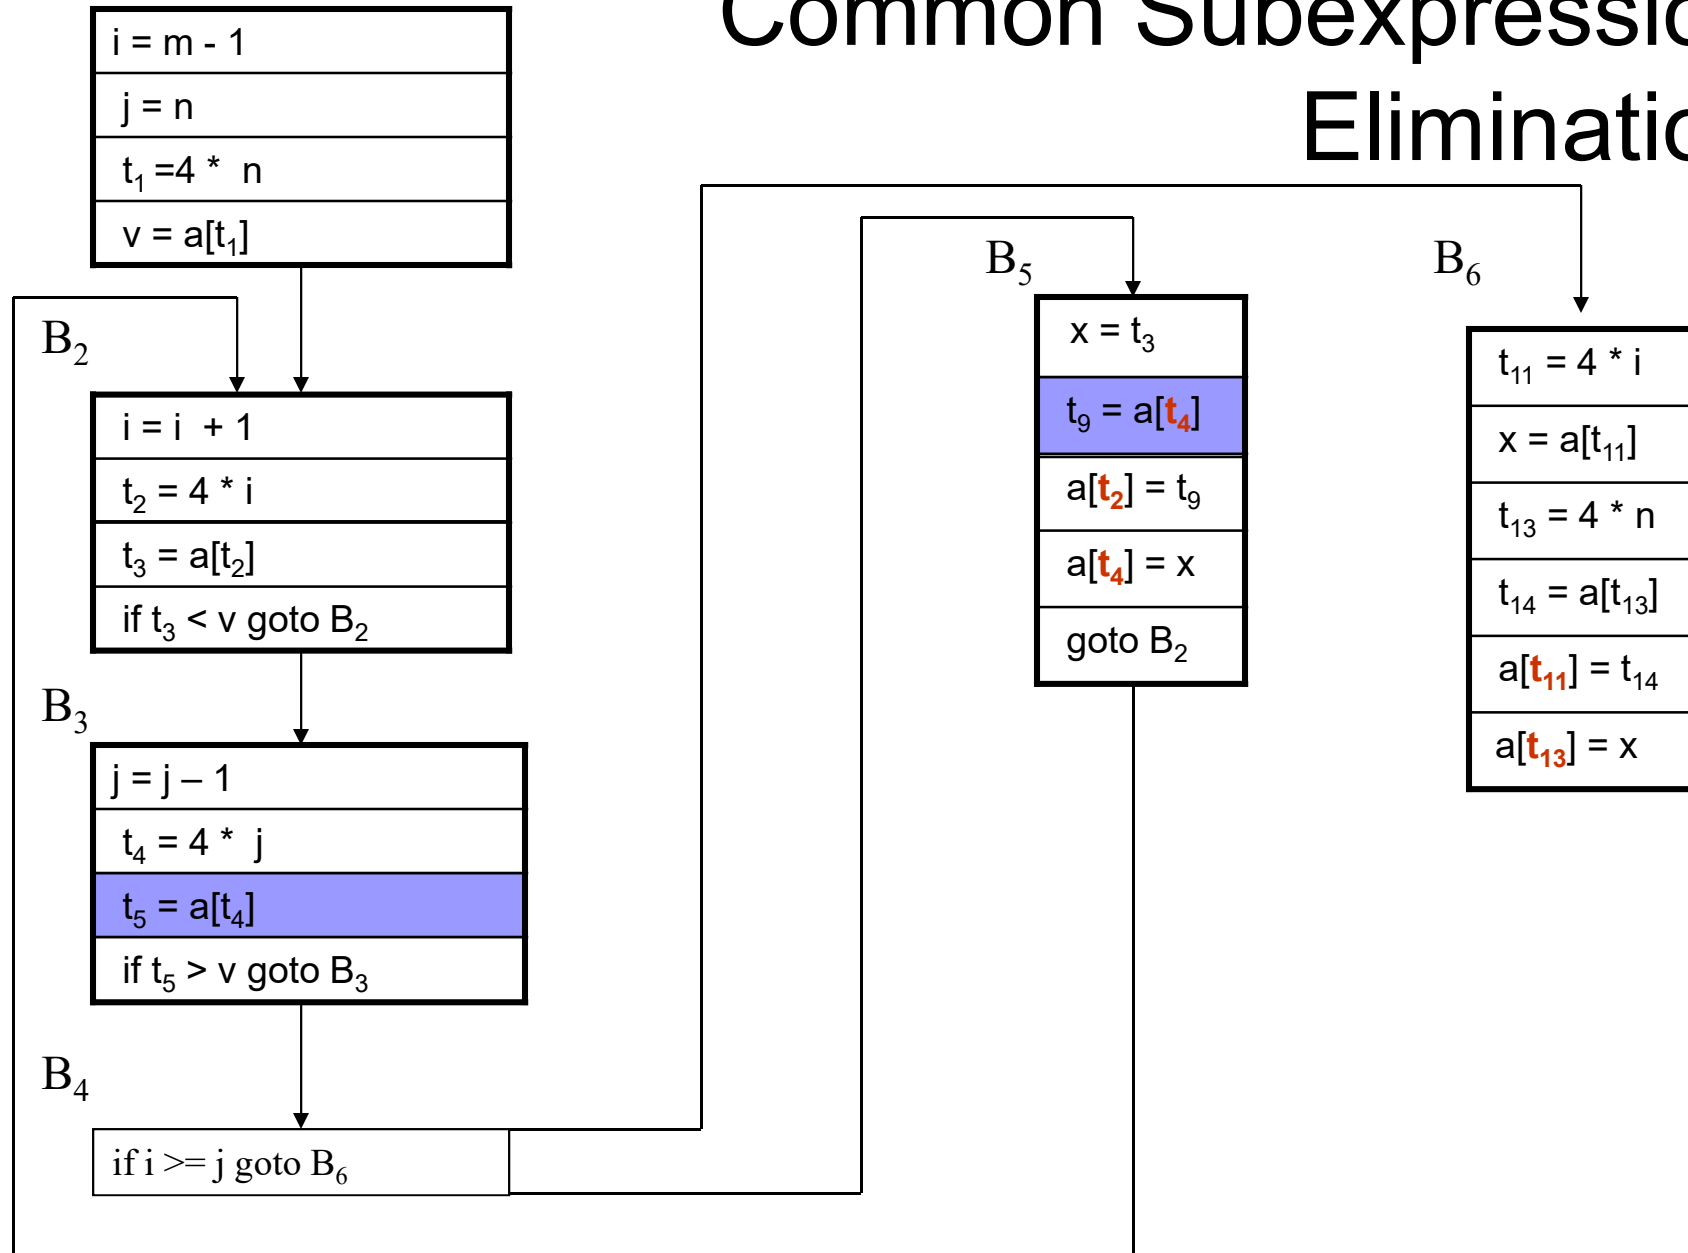 Common Subexpressio
Eliminatio
i = m - 1
j = n
t₁ =4 * n
v = a[t₁]
B₂
i = i + 1
t₂ = 4 * i
t₃ = a[t₂]
if t₃ < v goto B₂
B₃
j = j – 1
t₄ = 4 * j
t₅ = a[t₄]
if t₅ > v goto B₃
B₄
if i >= j goto B₆
B₅
x = t₃
t₉ = a[t₄]
a[t₂] = t₉
a[t₄] = x
goto B₂
B₆
t₁₁ = 4 * i
x = a[t₁₁]
t₁₃ = 4 * n
t₁₄ = a[t₁₃]
a[t₁₁] = t₁₄
a[t₁₃] = x